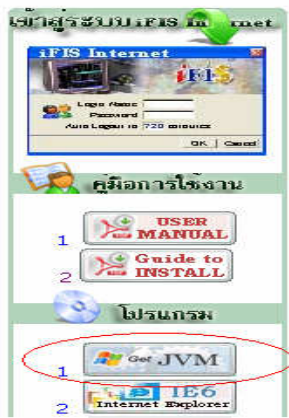 เข้าสู่ระบบ iFIS Internet
iFIS Internet
iFIS
Login Name
Password
Auto Logout in 720 minutes
OK Cancel
คู่มือการใช้งาน
1 USER MANUAL
2 Guide to INSTALL
โปรแกรม
1 Get JVM
2 IE6 Internet Explorer